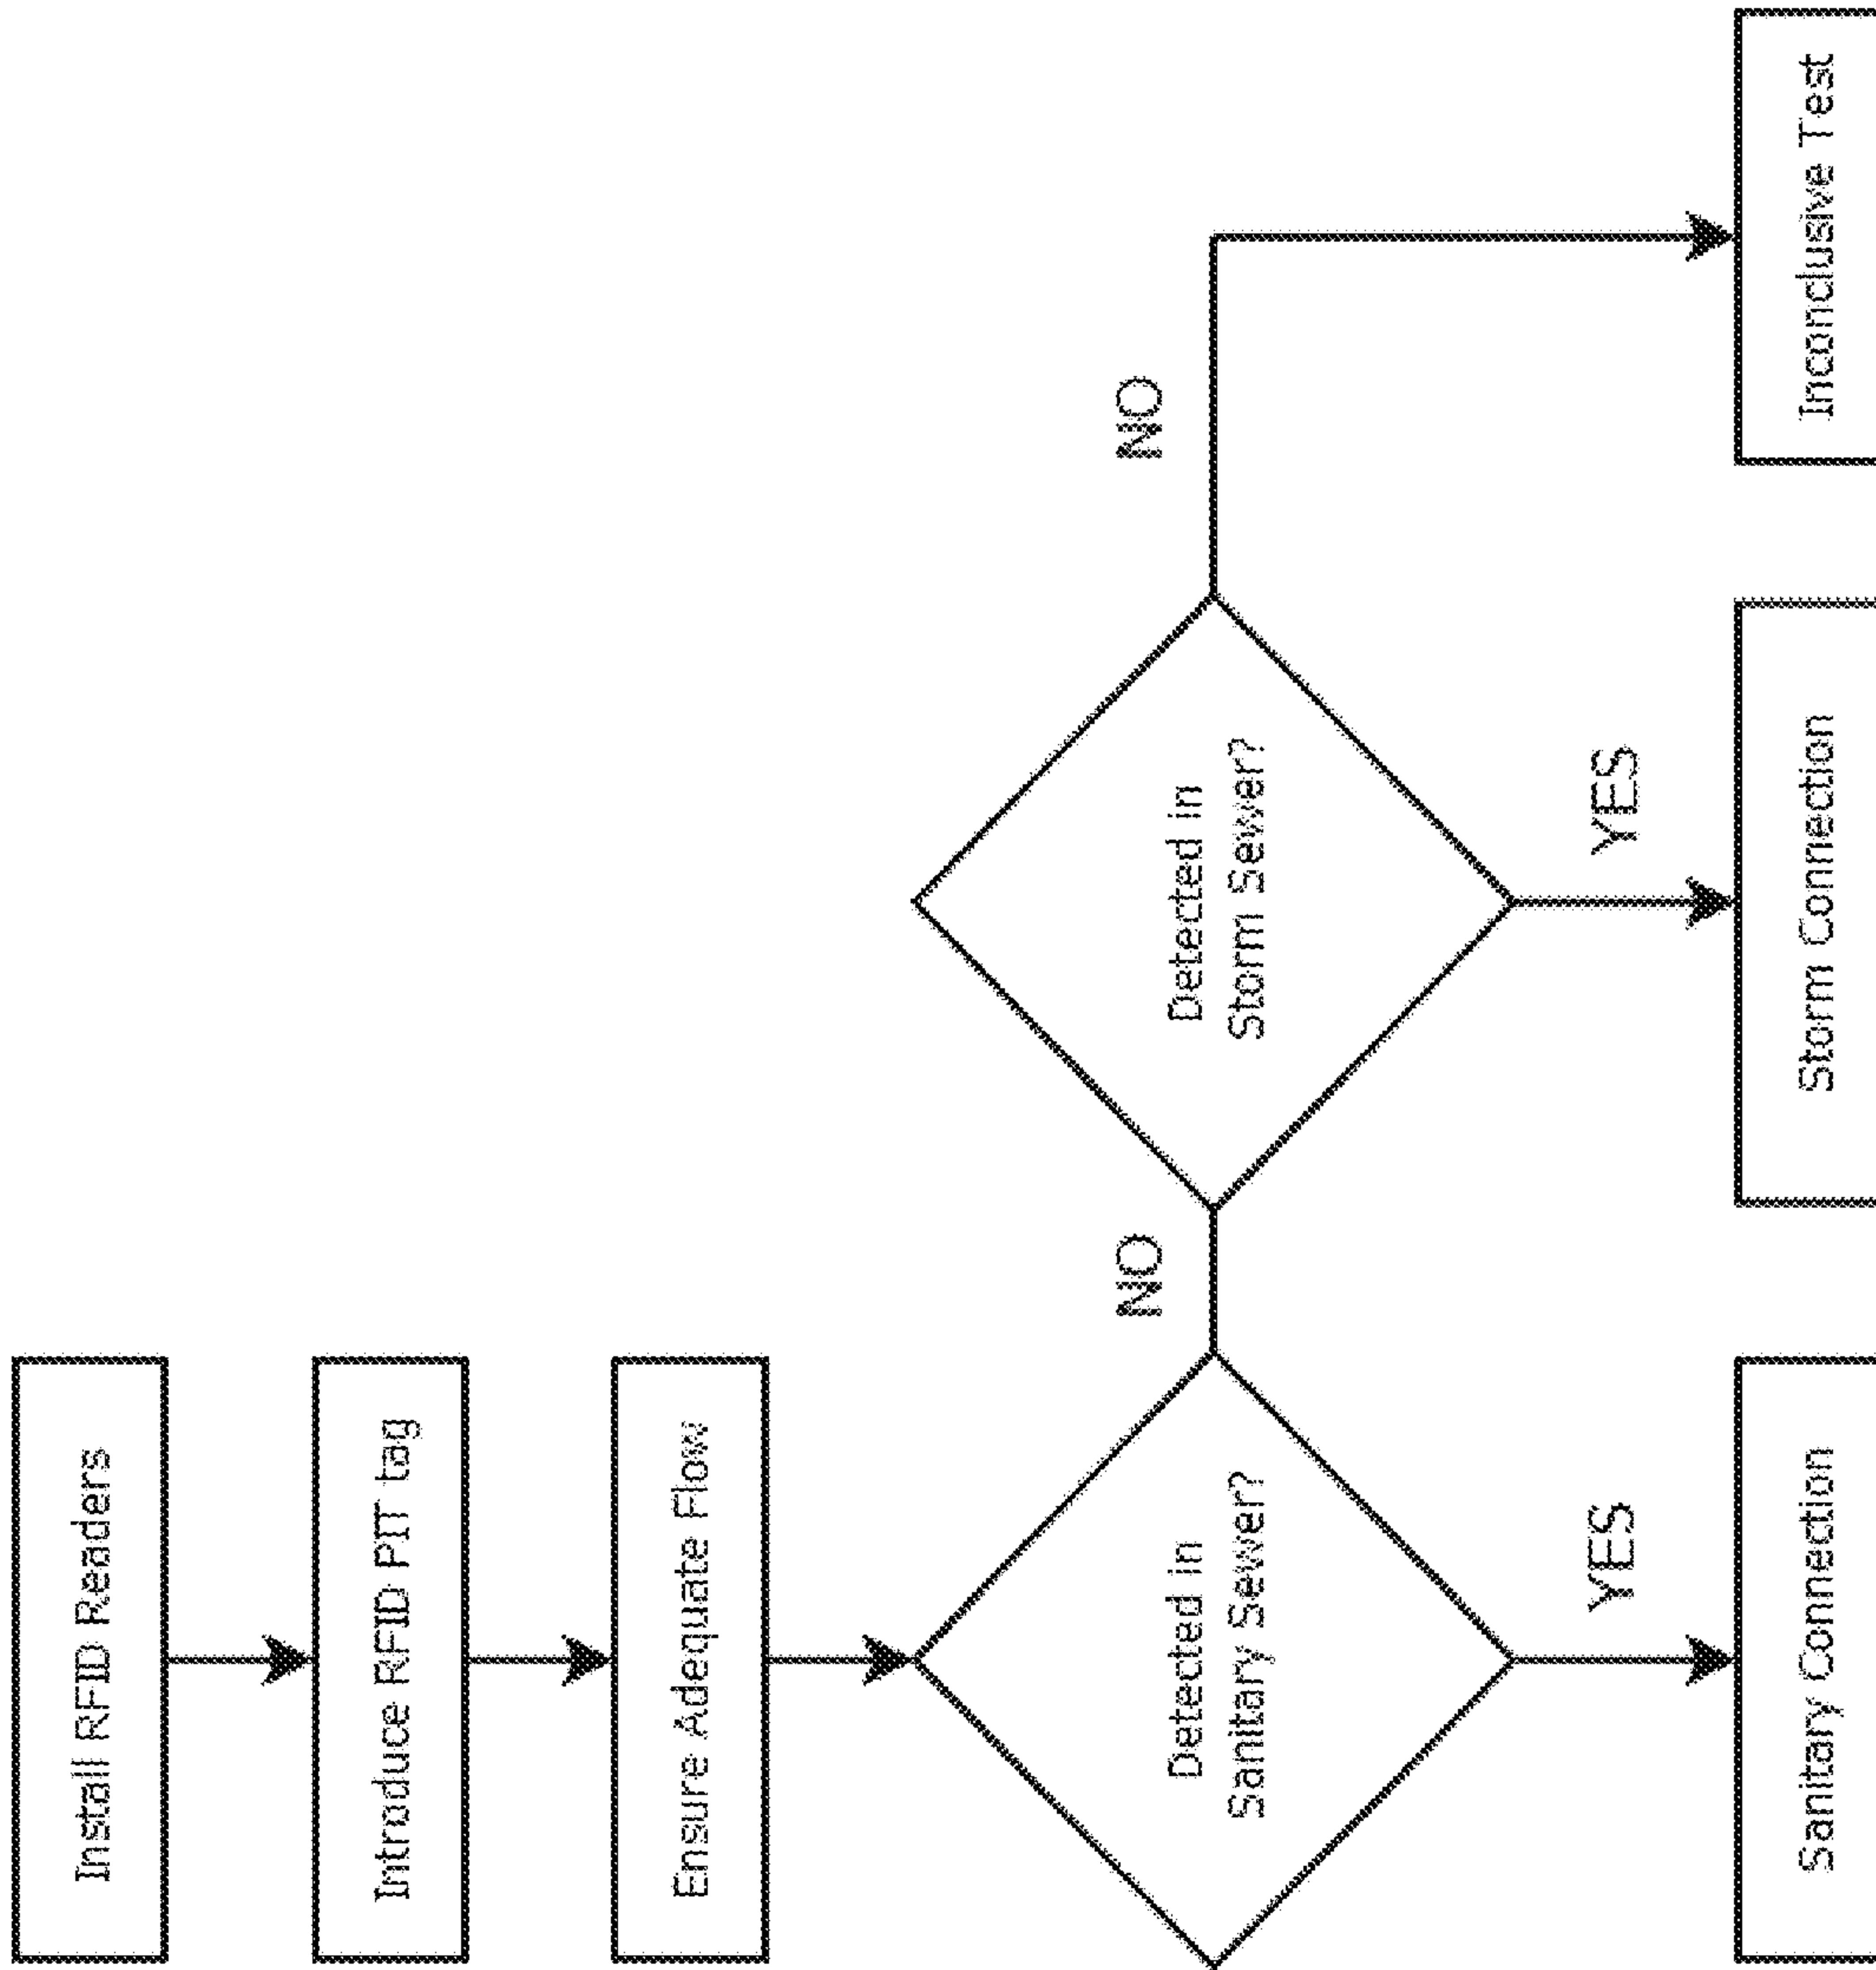 Install RFID Readers
Introduce RFID PIT tag
Ensure Adequate Flow
Detected in
Sanitary Sewer?
NO
Detected in
Storm Sewer?
NO
YES
YES
Sanitary Connection
Storm Connection
Inconclusive Test